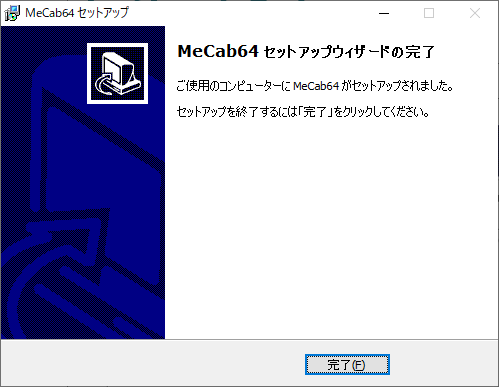 MeCab64 セットアップ
MeCab64 セットアップウィザードの完了
ご使用のコンピューターに MeCab64 がセットアップされました。
セットアップを終了するには「完了」をクリックしてください。
完了(F)